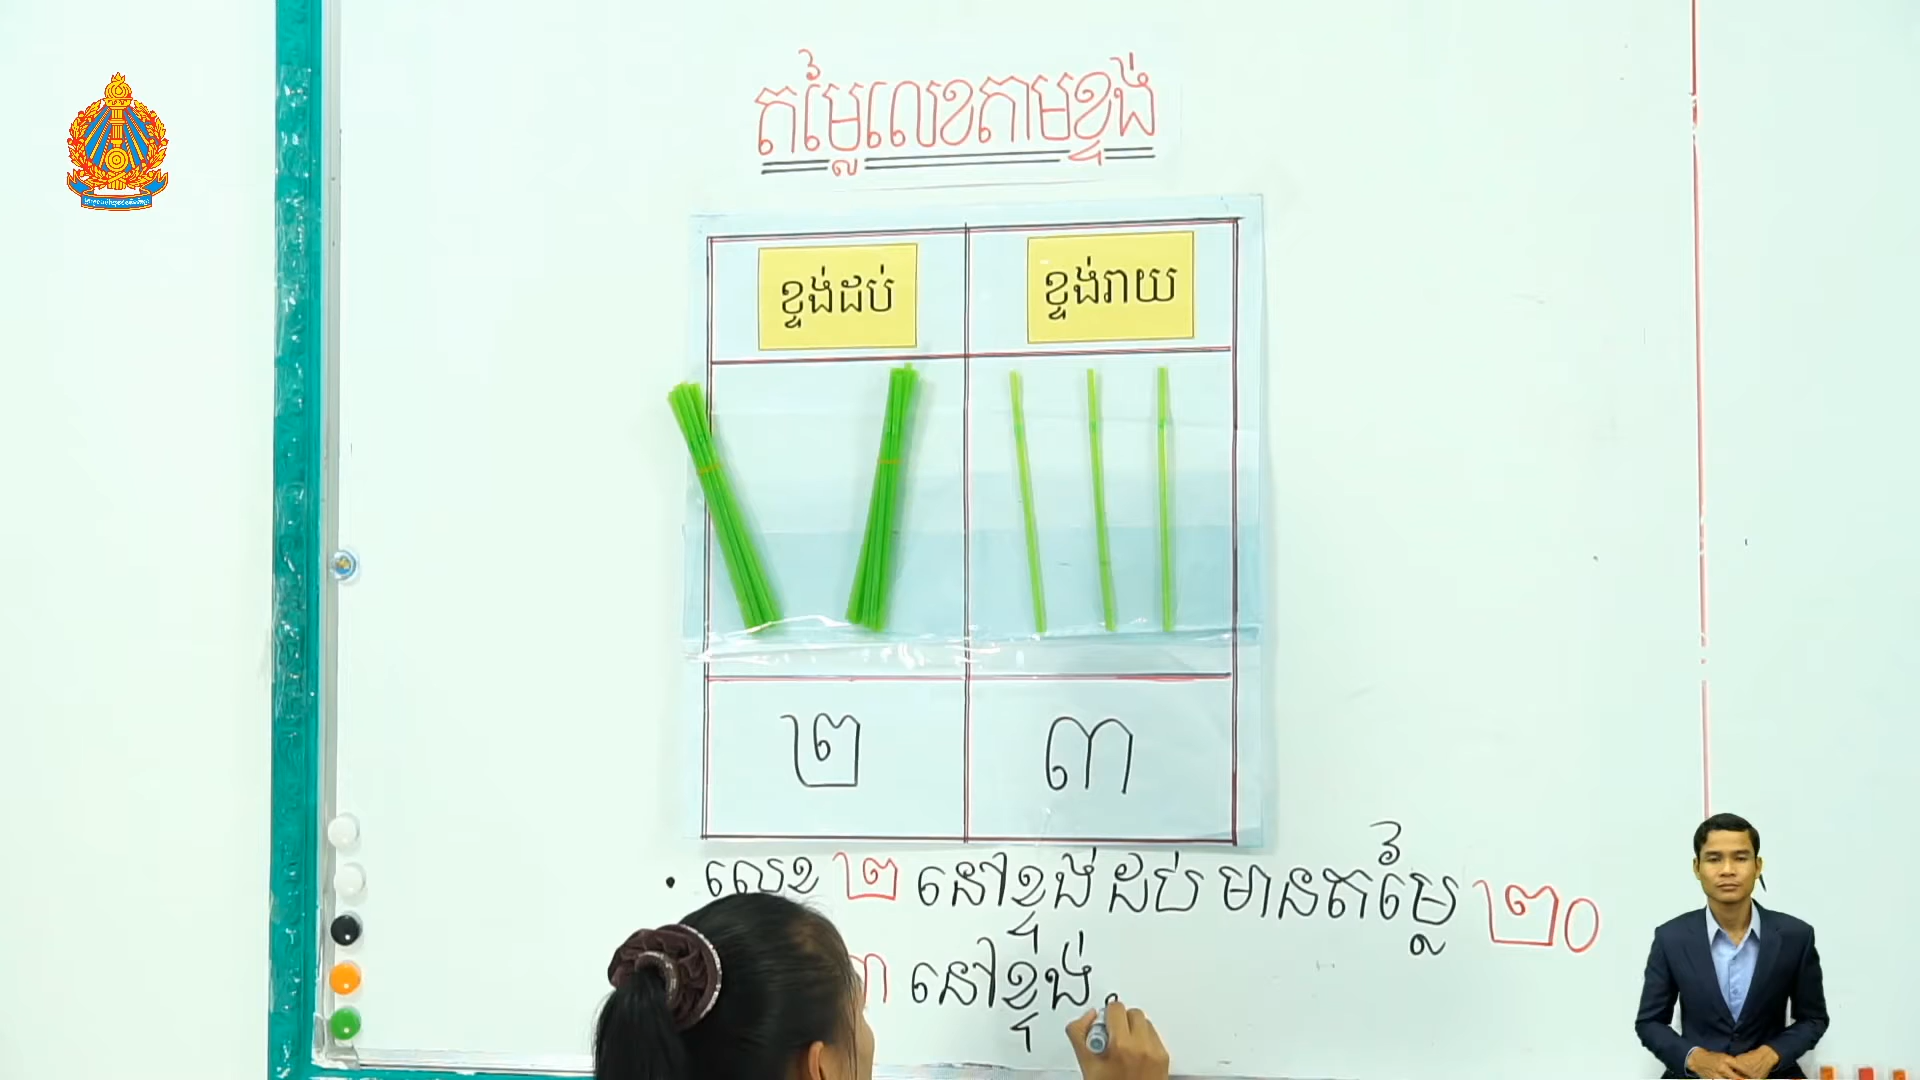 តម្លៃលេខតាមខ្ទង់
ខ្ទង់ដប់ ខ្ទង់រាយ
២ ៣
• លេខ ២ នៅខ្ទង់ដប់ មានតម្លៃ ២០
៣ នៅខ្ទង់